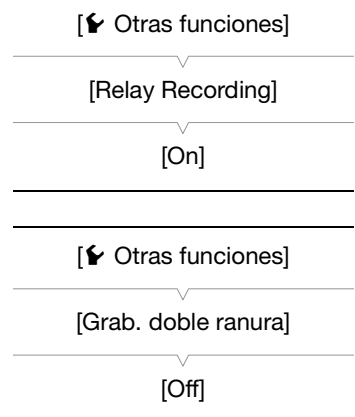 [ Otras funciones]
[Relay Recording]
[On]
[ Otras funciones]
[Grab. doble ranura]
[Off]